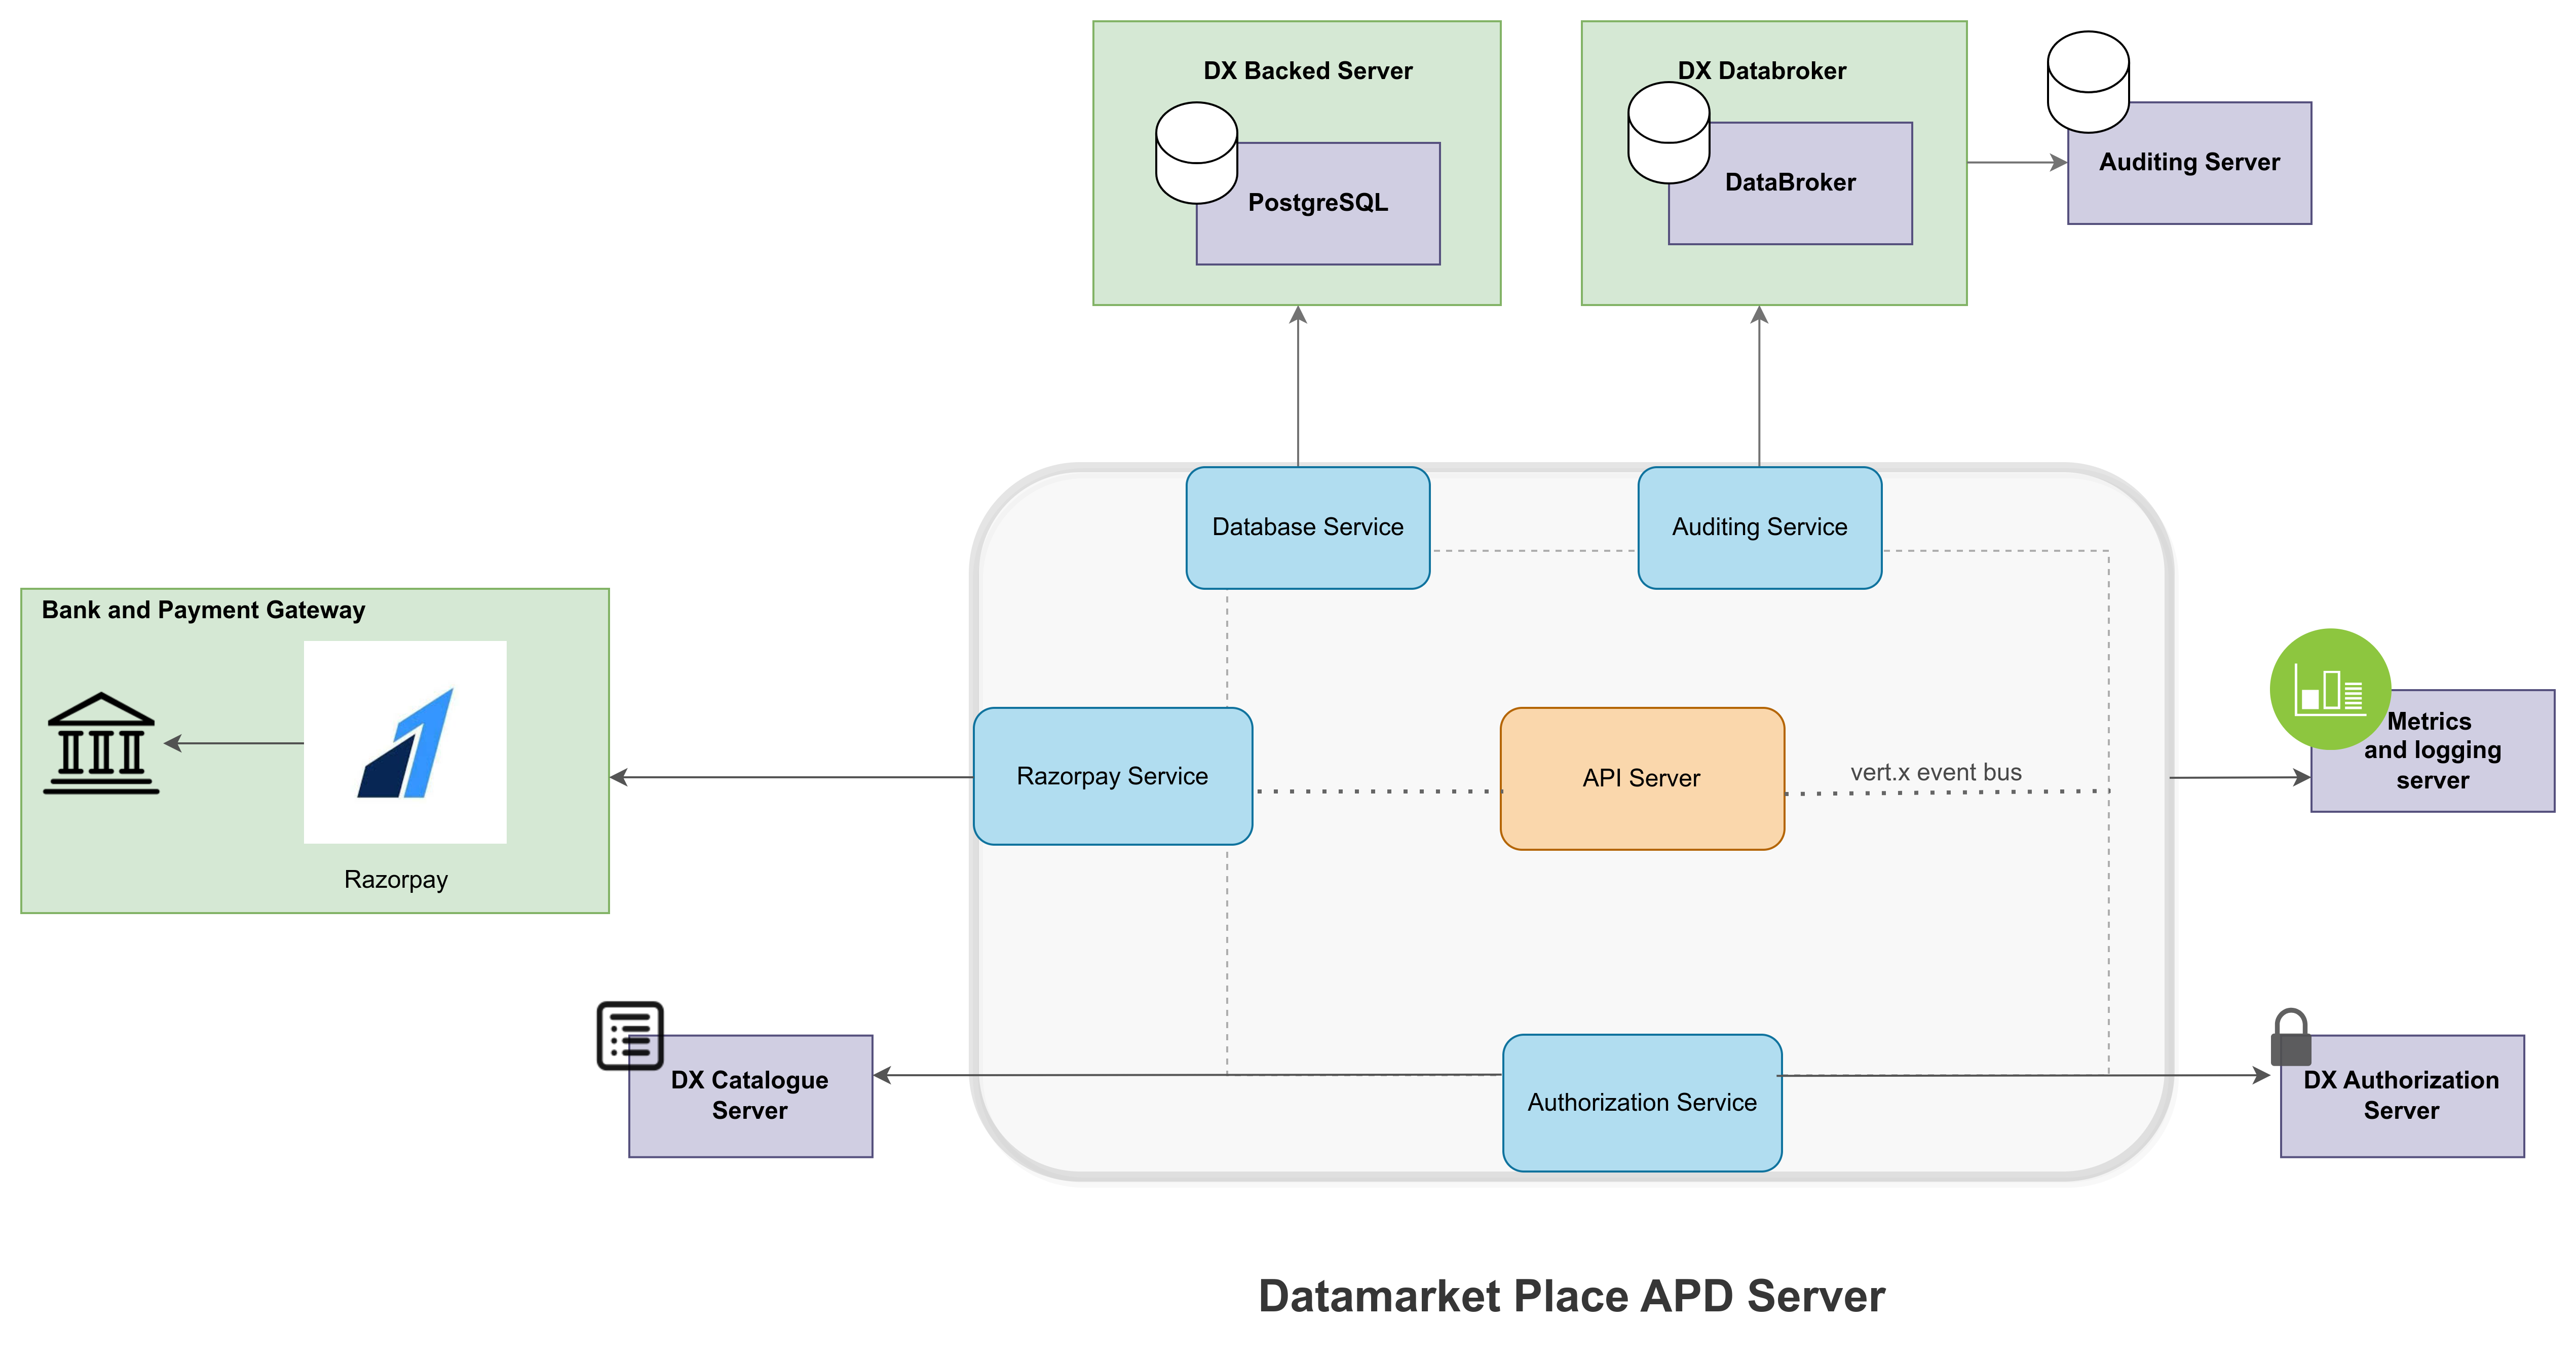 DX Backed Server
PostgreSQL
DX Databroker
DataBroker
Auditing Server
Database Service
Auditing Service
Bank and Payment Gateway
Razorpay
Razorpay Service
API Server
vert.x event bus
Metrics
and logging
server
DX Catalogue
Server
Authorization Service
DX Authorization
Server
Datamarket Place APD Server